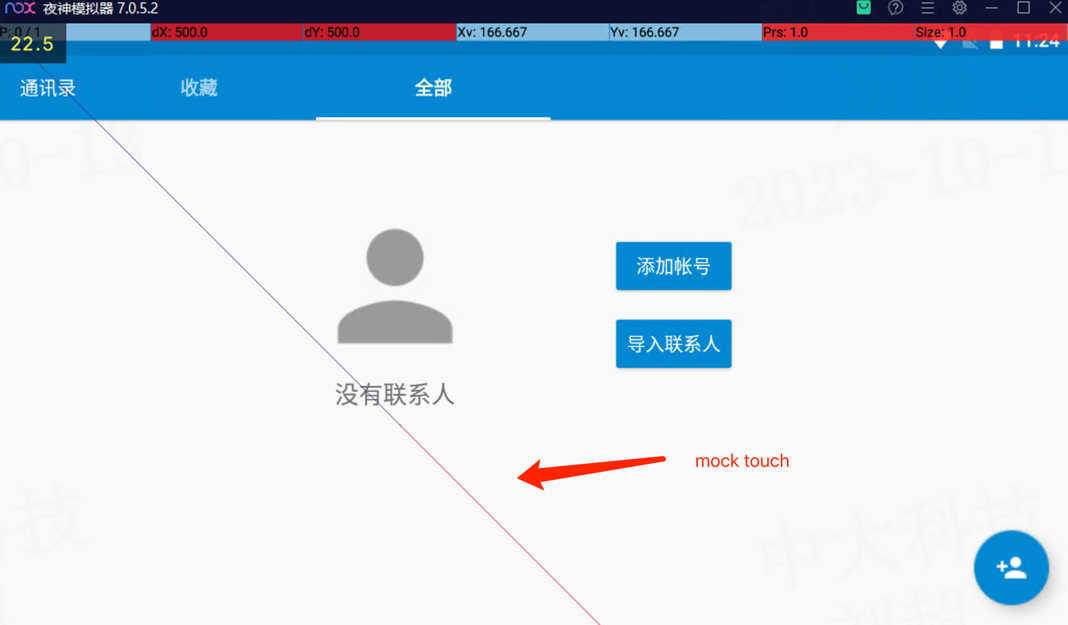 nox 夜神模拟器 7.0.5.2
P: 0 / 1 dX: 500.0 dY: 500.0 Xv: 166.667 Yv: 166.667 Prs: 1.0 Size: 1.0
22.5 11:24
通讯录 收藏 全部
2023-10-1
0-13
添加帐号
导入联系人
没有联系人
mock touch
中大科技
科技